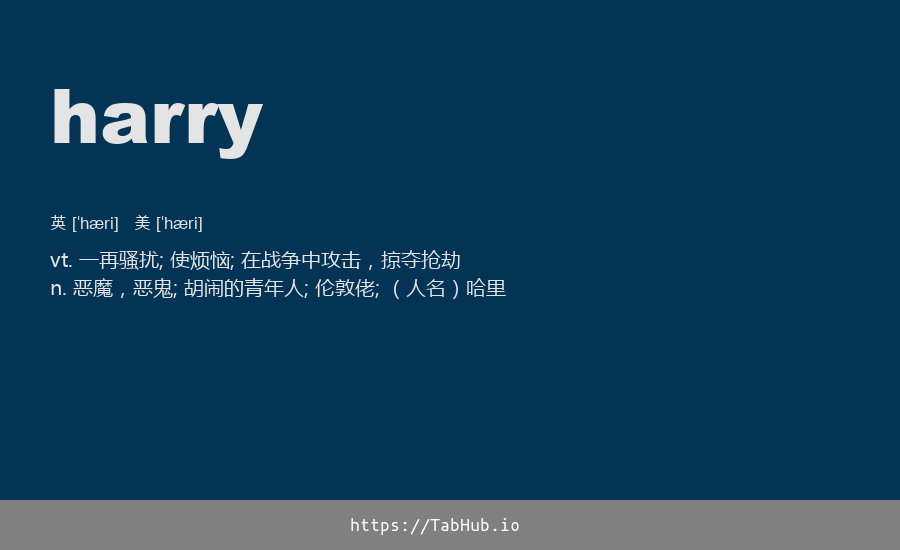 harry
英 ['hæri] 美 ['hæri]
vt. 一再骚扰; 使烦恼; 在战争中攻击，掠夺抢劫
n. 恶魔，恶鬼; 胡闹的青年人; 伦敦佬; （人名）哈里
https://TabHub.io